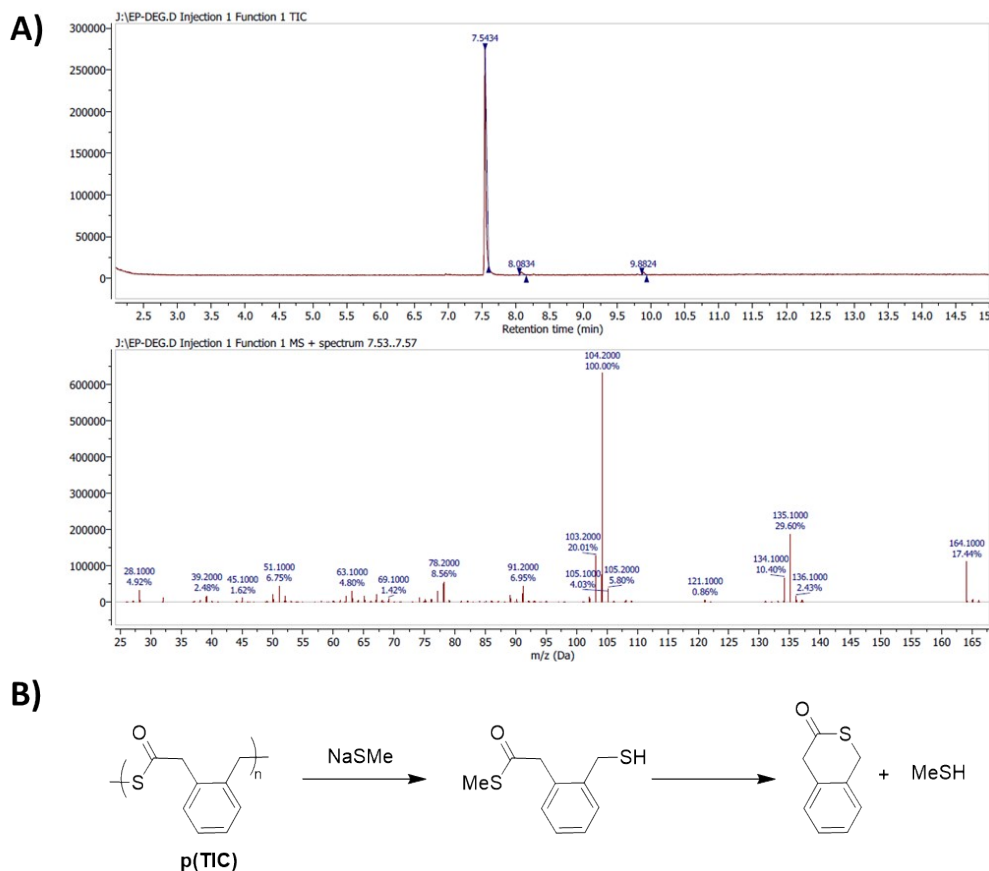 A)
J:\EP-DEG.D Injection 1 Function 1 TIC
300000
250000
200000
150000
100000
50000
0
7.5434
8.0834
9.8824
2.5 3.0 3.5 4.0 4.5 5.0 5.5 6.0 6.5 7.0 7.5 8.0 8.5 9.0 9.5 10.0 10.5 11.0 11.5 12.0 12.5 13.0 13.5 14.0 14.5 15.
Retention time (min)
J:\EP-DEG.D Injection 1 Function 1 MS + spectrum 7.53..7.57
600000
500000
400000
300000
200000
100000
0
28.1000
4.92%
39.2000
2.48%
45.1000
1.62%
51.1000
6.75%
63.1000
4.80%
69.1000
1.42%
78.2000
8.56%
91.2000
6.95%
103.2000
20.01%
105.1000
4.03%
104.2000
100.00%
105.2000
5.80%
121.1000
0.86%
134.1000
10.40%
135.1000
29.60%
136.1000
2.43%
164.1000
17.44%
25 30 35 40 45 50 55 60 65 70 75 80 85 90 95 100 105 110 115 120 125 130 135 140 145 150 155 160 165
m/z (Da)
B)
O
S
n
p(TIC)
NaSMe
O
MeS
SH
O
S
+ MeSH